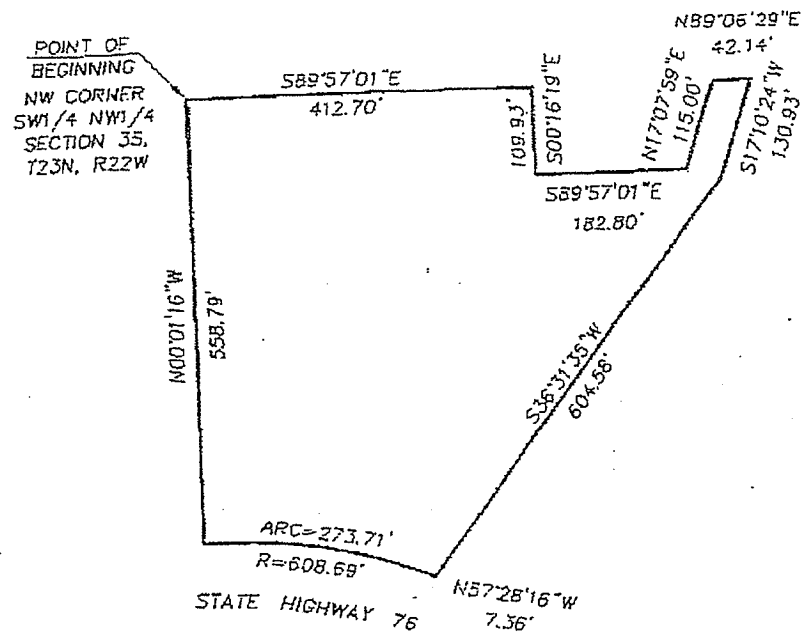 POINT OF
BEGINNING
NW CORNER
SW1/4 NW1/4
SECTION 35,
T23N, R22W
S89°57'01"E
412.70'
109.93'
S00°16'19"E
S89°57'01"E
182.80'
N17°07'59"E
115.00'
N89°06'29"E
42.14'
S17°10'24"W
130.93'
S36°31'35"W
604.58'
N57°28'16"W
7.36'
ARC=273.71'
R=608.69'
STATE HIGHWAY 76
N00°01'16"W
558.79'